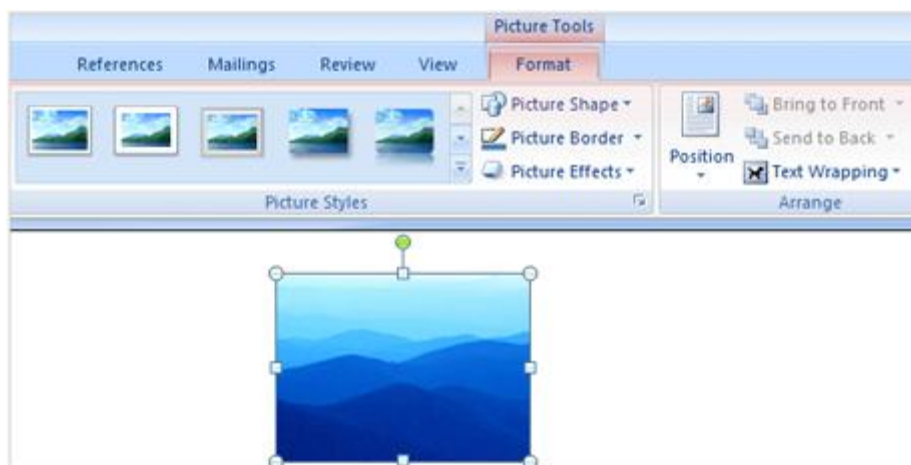 Picture Tools
References Mailings Review View Format
Picture Shape
Picture Border
Picture Effects
Picture Styles
Position
Bring to Front
Send to Back
Text Wrapping
Arrange